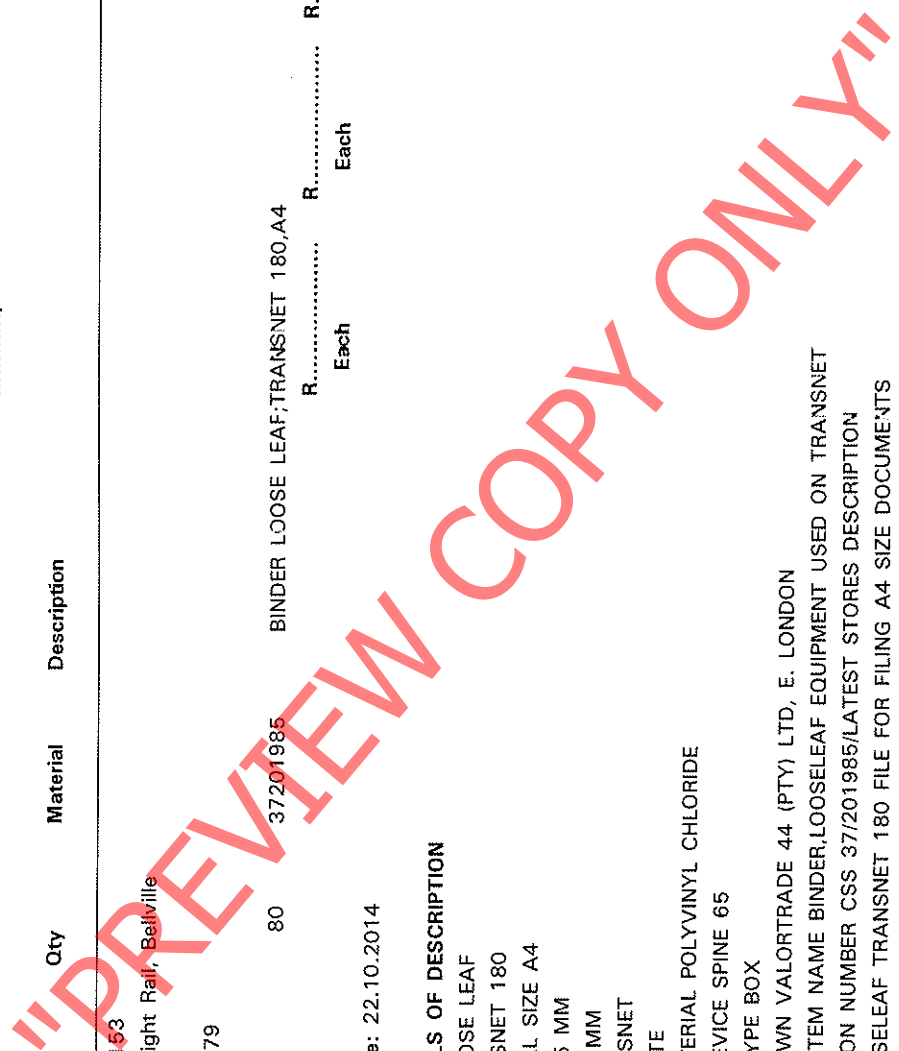 Qty Material Description
153
ight Rail, Bellville
79
80 37201985 BINDER LOOSE LEAF;TRANSNET 180,A4
R................ R................ R.
Each Each
e: 22.10.2014
LS OF DESCRIPTION
OSE LEAF
SNET 180
L SIZE A4
5 MM
MM
SNET
TE
TERIAL POLYVINYL CHLORIDE
EVICE SPINE 65
YPE BOX
WN VALORTRADE 44 (PTY) LTD, E. LONDON
TEM NAME BINDER,LOOSELEAF EQUIPMENT USED ON TRANSNET
ON NUMBER CSS 37/201985/LATEST STORES DESCRIPTION
SELEAF TRANSNET 180 FILE FOR FILING A4 SIZE DOCUMENTS
"PREVIEW COPY ONLY"